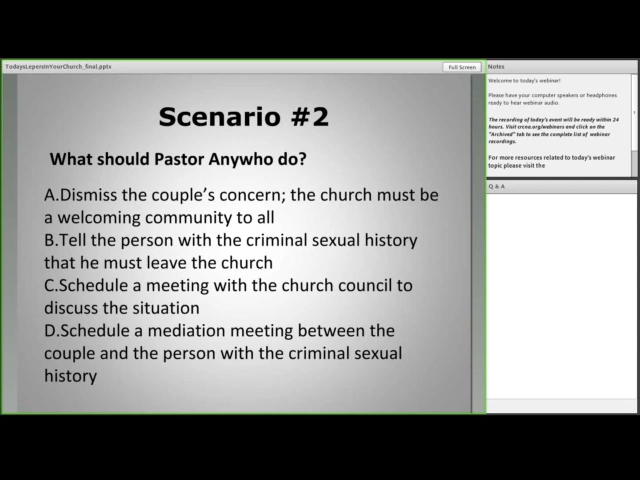 TodaysLepersInYourChurch_final.pptx
Full Screen
Scenario #2
What should Pastor Anywho do?
A.Dismiss the couple's concern; the church must be
a welcoming community to all
B.Tell the person with the criminal sexual history
that he must leave the church
C.Schedule a meeting with the church council to
discuss the situation
D.Schedule a mediation meeting between the
couple and the person with the criminal sexual
history
Notes
Welcome to today's webinar!
Please have your computer speakers or headphones
ready to hear webinar audio.
The recording of today's event will be ready within 24
hours. Visit crcna.org/webinars and click on the
"Archived" tab to see the complete list of webinar
recordings.
For more resources related to today's webinar
topic please visit the
Q & A